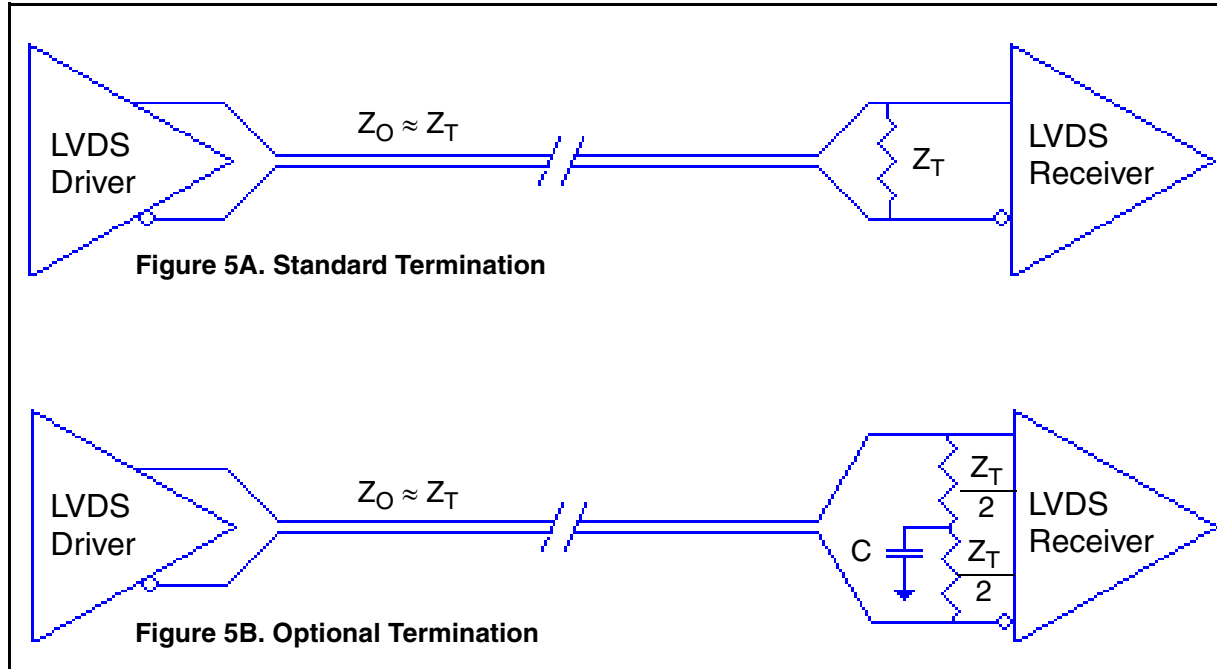 LVDS
Driver
Z_O ≈ Z_T
Z_T
LVDS
Receiver
Figure 5A. Standard Termination
LVDS
Driver
Z_O ≈ Z_T
C
Z_T
2
Z_T
2
LVDS
Receiver
Figure 5B. Optional Termination